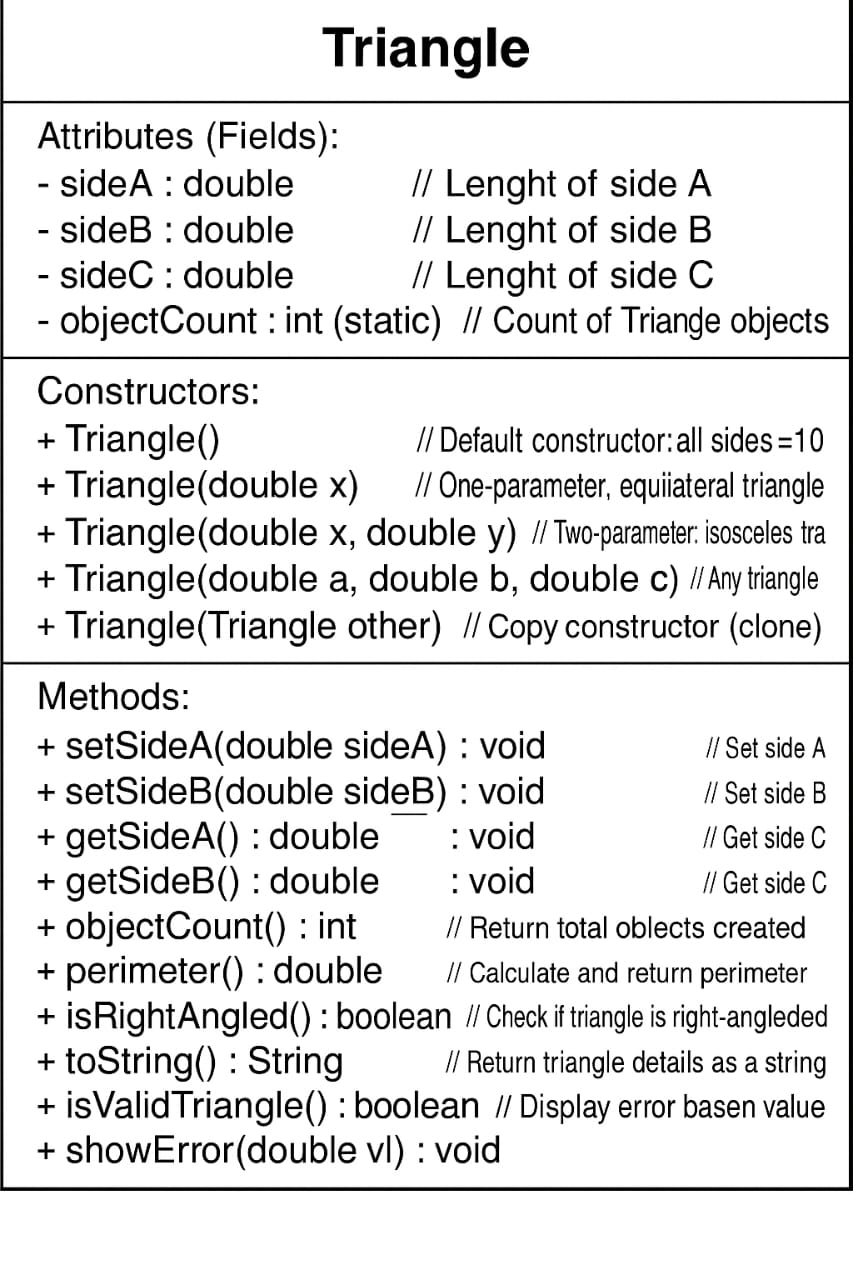 Triangle
Attributes (Fields):
- sideA : double // Lenght of side A
- sideB : double // Lenght of side B
- sideC : double // Lenght of side C
- objectCount : int (static) // Count of Triangle objects
Constructors:
+ Triangle() // Default constructor: all sides =10
+ Triangle(double x) // One-parameter, equiiateral triangle
+ Triangle(double x, double y) // Two-parameter: isosceles tra
+ Triangle(double a, double b, double c) // Any triangle
+ Triangle(Triangle other) // Copy constructor (clone)
Methods:
+ setSideA(double sideA) : void // Set side A
+ setSideB(double sideB) : void // Set side B
+ getSideA() : double : void // Get side C
+ getSideB() : double : void // Get side C
+ objectCount() : int // Return total oblects created
+ perimeter() : double // Calculate and return perimeter
+ isRightAngled() : boolean // Check if triangle is right-angleded
+ toString() : String // Return triangle details as a string
+ isValidTriangle() : boolean // Display error basen value
+ showError(double vl) : void